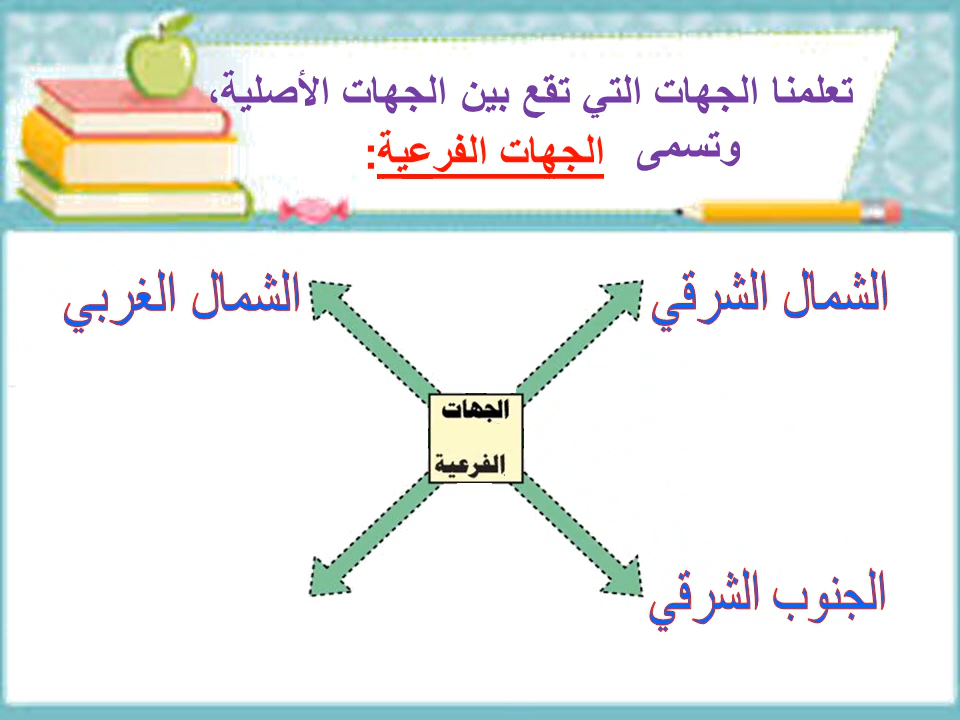 تعلمنا الجهات التي تقع بين الجهات الأصلية،
وتسمى الجهات الفرعية:
الشمال الشرقي
الشمال الغربي
الجهات
الفرعية
الجنوب الشرقي